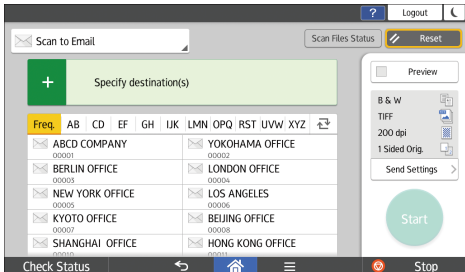 ? Logout
Scan to Email
Scan Files Status Reset
+ Specify destination(s)
Preview
Freq. AB CD EF GH IJK LMN OPQ RST UVW XYZ
B & W
TIFF
200 dpi
1 Sided Orig.
ABCD COMPANY
00001
YOKOHAMA OFFICE
00002
BERLIN OFFICE
00003
LONDON OFFICE
00004
NEW YORK OFFICE
00005
LOS ANGELES
00006
KYOTO OFFICE
00007
BEIJING OFFICE
00008
SHANGHAI OFFICE
00010
HONG KONG OFFICE
00011
Send Settings
Start
Check Status
Stop